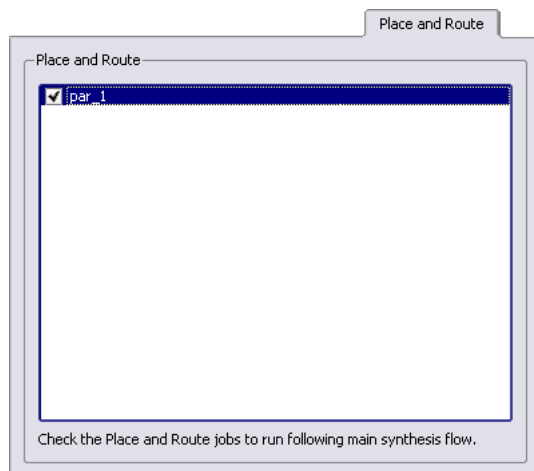 Place and Route
Place and Route
par_1
Check the Place and Route jobs to run following main synthesis flow.